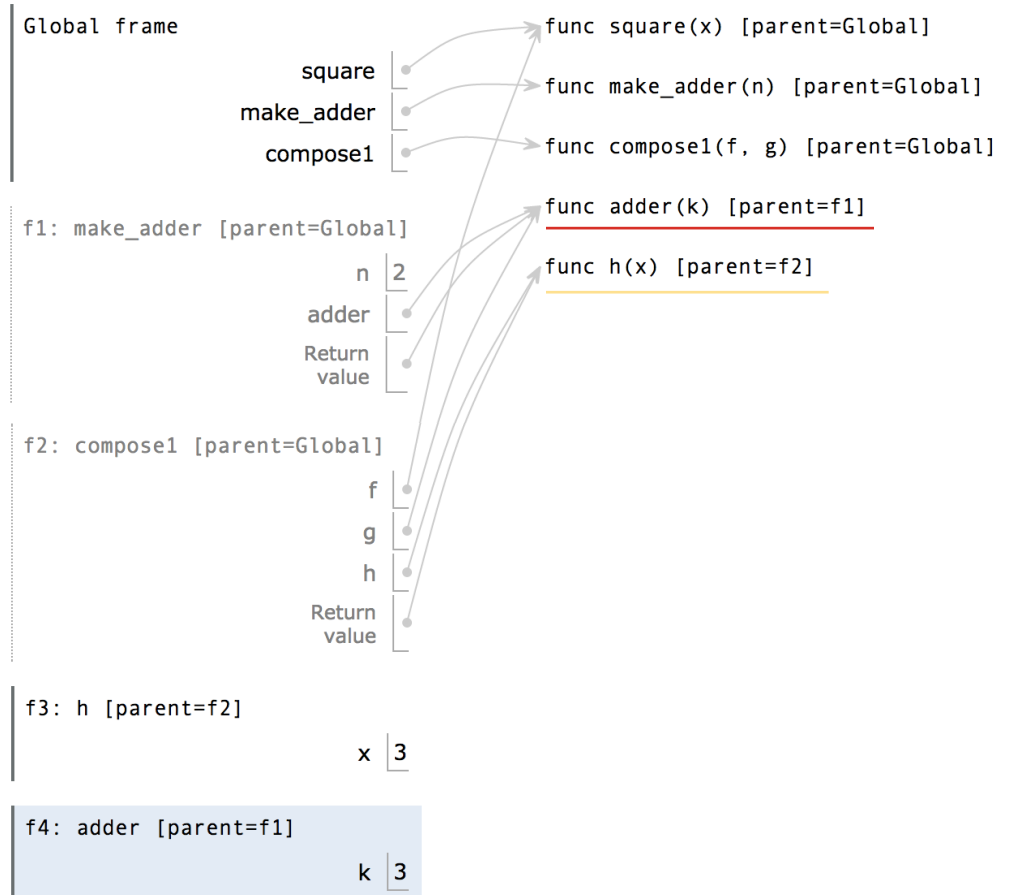 Global frame
func square(x) [parent=Global]
square
func make_adder(n) [parent=Global]
make_adder
func compose1(f, g) [parent=Global]
compose1
func adder(k) [parent=f1]
f1: make_adder [parent=Global]
func h(x) [parent=f2]
n 2
adder
Return
value
f2: compose1 [parent=Global]
f
g
h
Return
value
f3: h [parent=f2]
x 3
f4: adder [parent=f1]
k 3